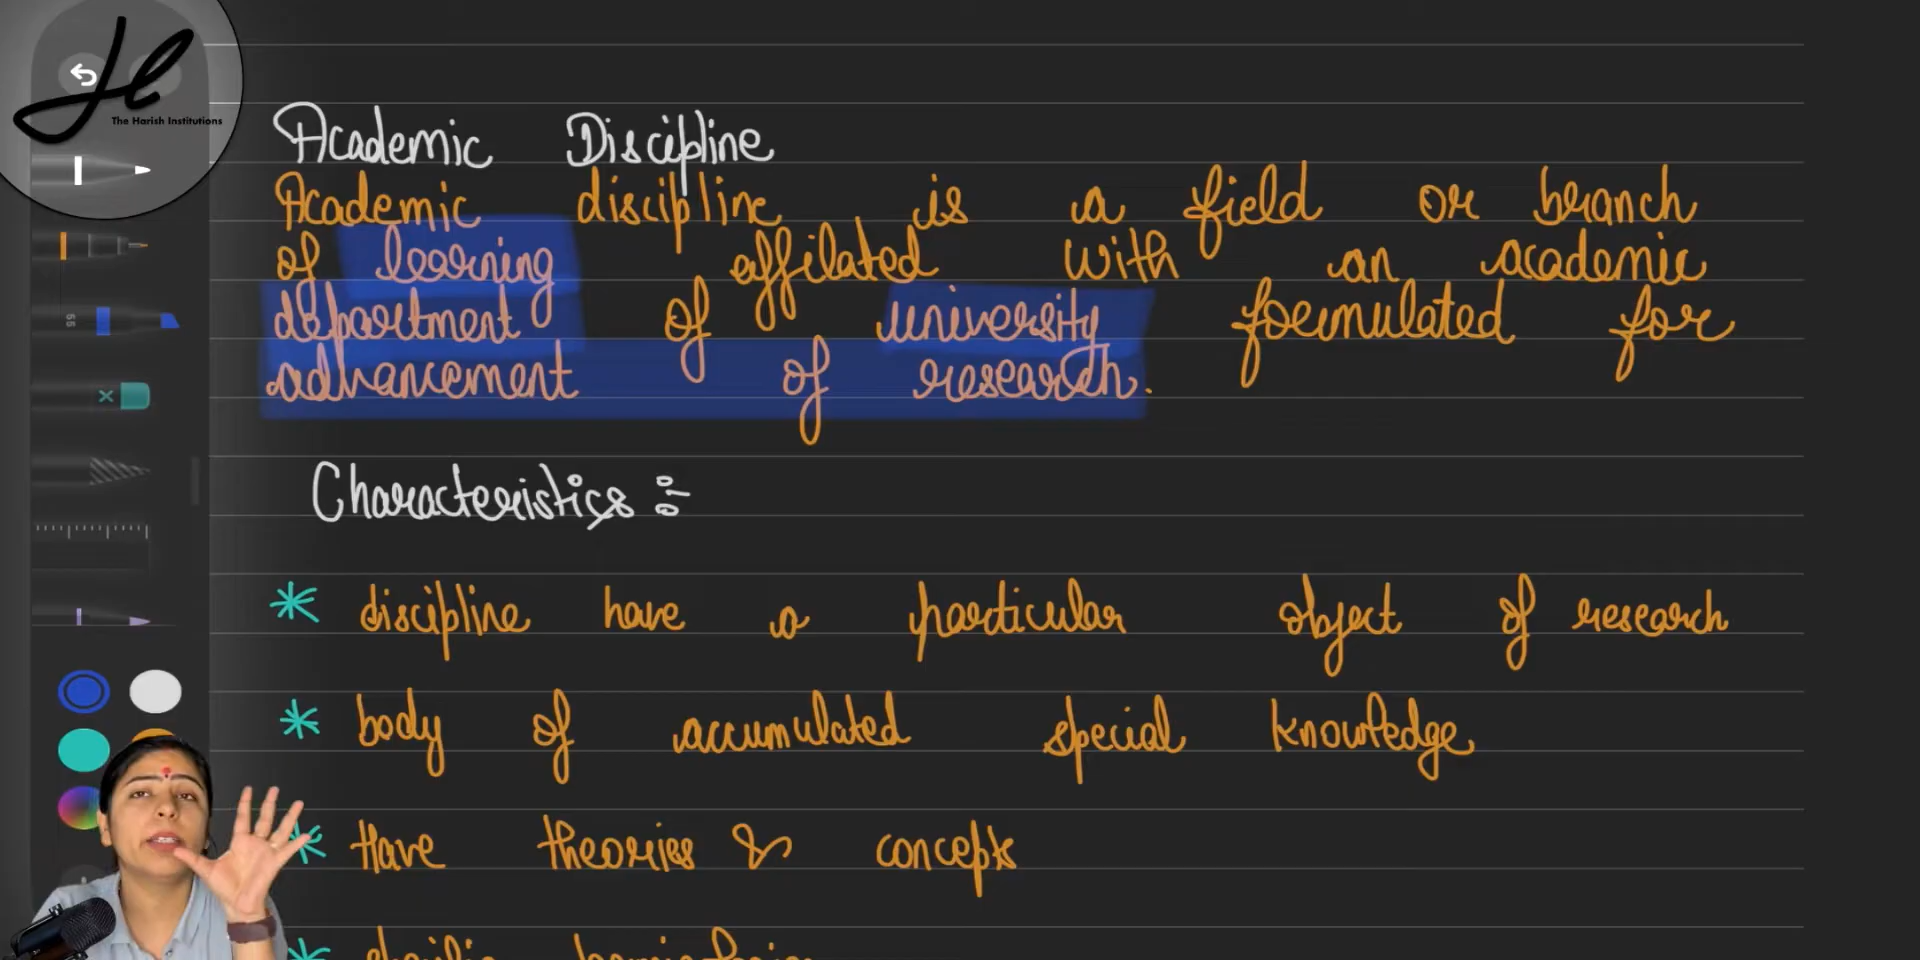 The Harish Institutions
Academic Discipline
Academic discipline is a field or branch
of learning of affilated with an academic
department of university formulated for
advancement of research.
Characteristics :-
* discipline have a particular object of research
* body of accumulated special knowledge
* Have theories & concepts
*